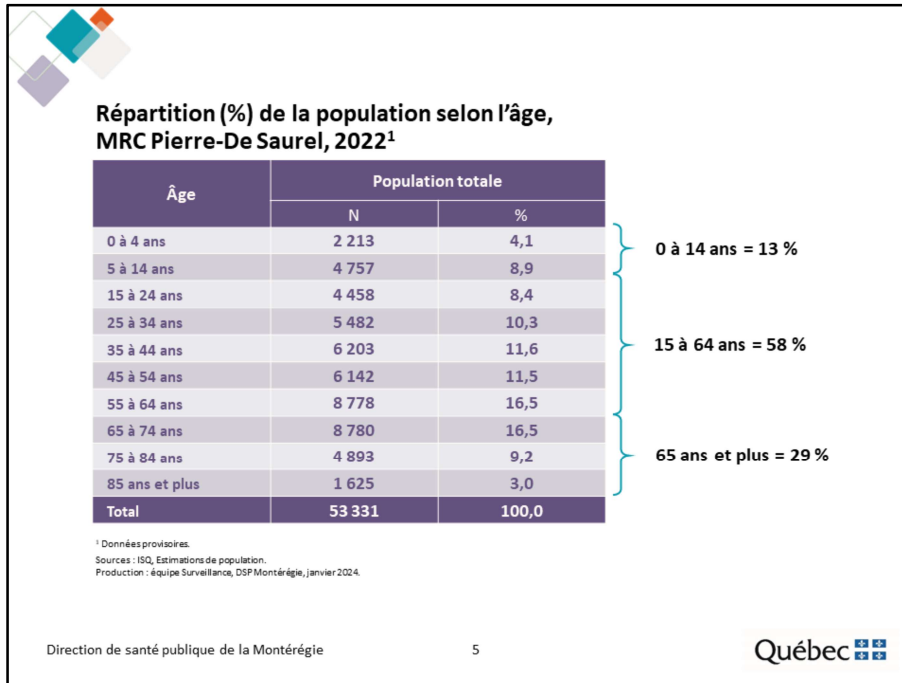 Répartition (%) de la population selon l'âge,
MRC Pierre-De Saurel, 2022¹
Âge Population totale
N %
0 à 4 ans 2 213 4,1
0 à 14 ans = 13 %
5 à 14 ans 4 757 8,9
15 à 24 ans 4 458 8,4
25 à 34 ans 5 482 10,3
35 à 44 ans 6 203 11,6 15 à 64 ans = 58 %
45 à 54 ans 6 142 11,5
55 à 64 ans 8 778 16,5
65 à 74 ans 8 780 16,5
75 à 84 ans 4 893 9,2 65 ans et plus = 29 %
85 ans et plus 1 625 3,0
Total 53 331 100,0
¹ Données provisoires.
Sources : ISQ, Estimations de population.
Production : équipe Surveillance, DSP Montérégie, janvier 2024.
Direction de santé publique de la Montérégie 5 Québec